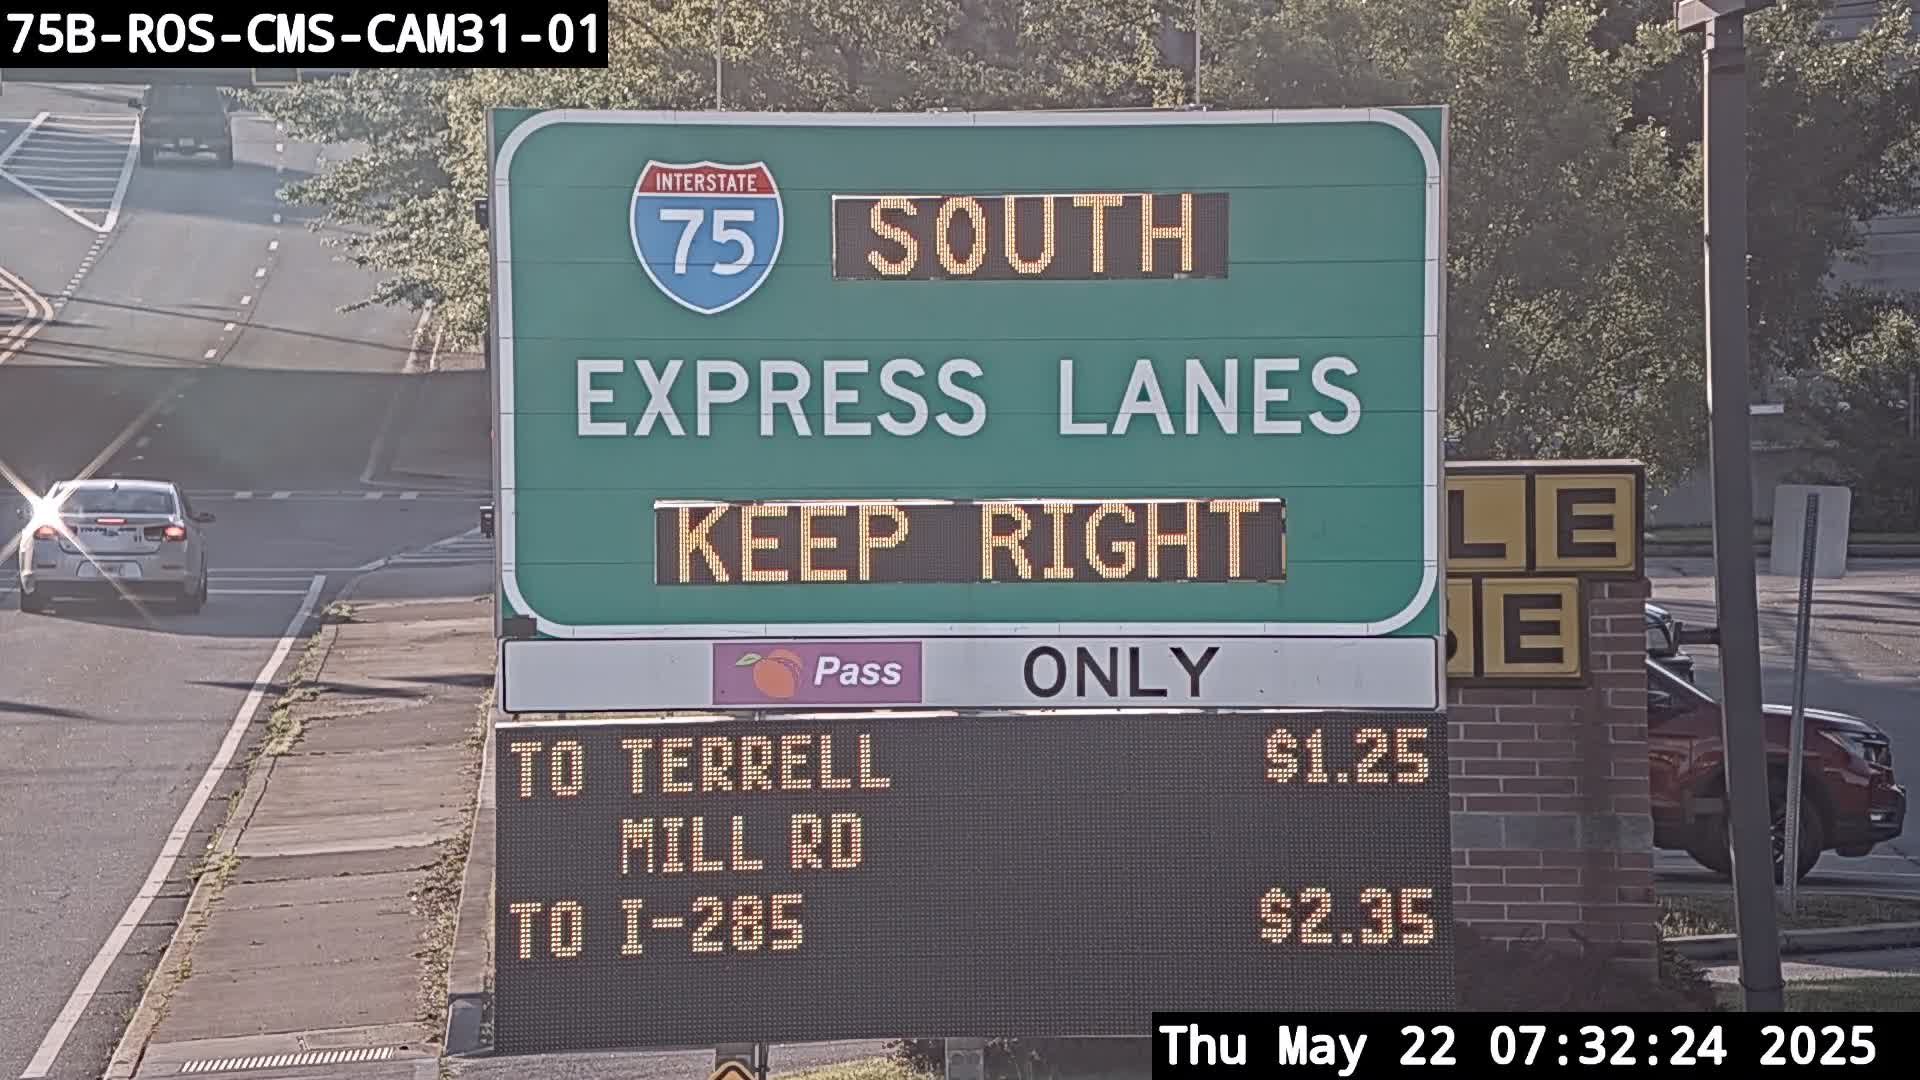 75B-ROS-CMS-CAM31-01
INTERSTATE
75
SOUTH
EXPRESS LANES
KEEP RIGHT
Pass ONLY
TO TERRELL $1.25
MILL RD
TO I-285 $2.35
LE
E
Thu May 22 07:32:24 2025